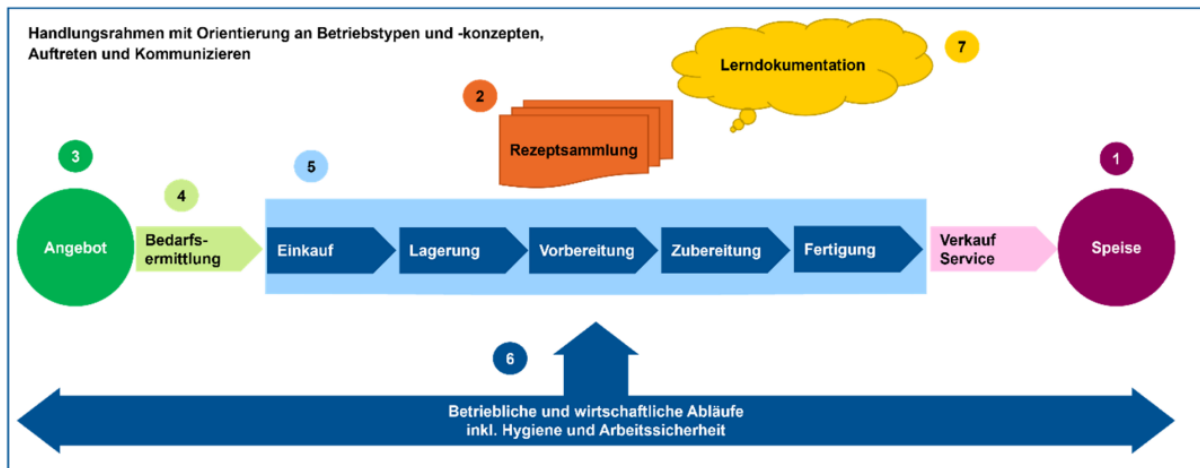 Handlungsrahmen mit Orientierung an Betriebstypen und -konzepten,
Auftreten und Kommunizieren
7
Lerndokumentation
2
Rezeptsammlung
3
Angebot
4
Bedarfs-
ermittlung
5
Einkauf
Lagerung
Vorbereitung
Zubereitung
Fertigung
Verkauf
Service
1
Speise
6
Betriebliche und wirtschaftliche Abläufe
inkl. Hygiene und Arbeitssicherheit